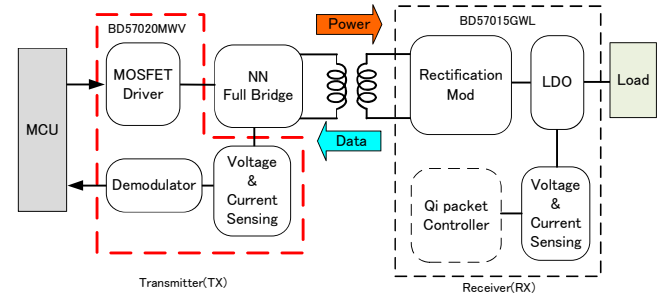 Power
BD57020MWV
BD57015GWL
MCU
MOSFET
Driver
NN
Full Bridge
Rectification
Mod
LDO
Load
Data
Demodulator
Voltage
&
Current
Sensing
Qi packet
Controller
Voltage
&
Current
Sensing
Transmitter(TX)
Receiver(RX)